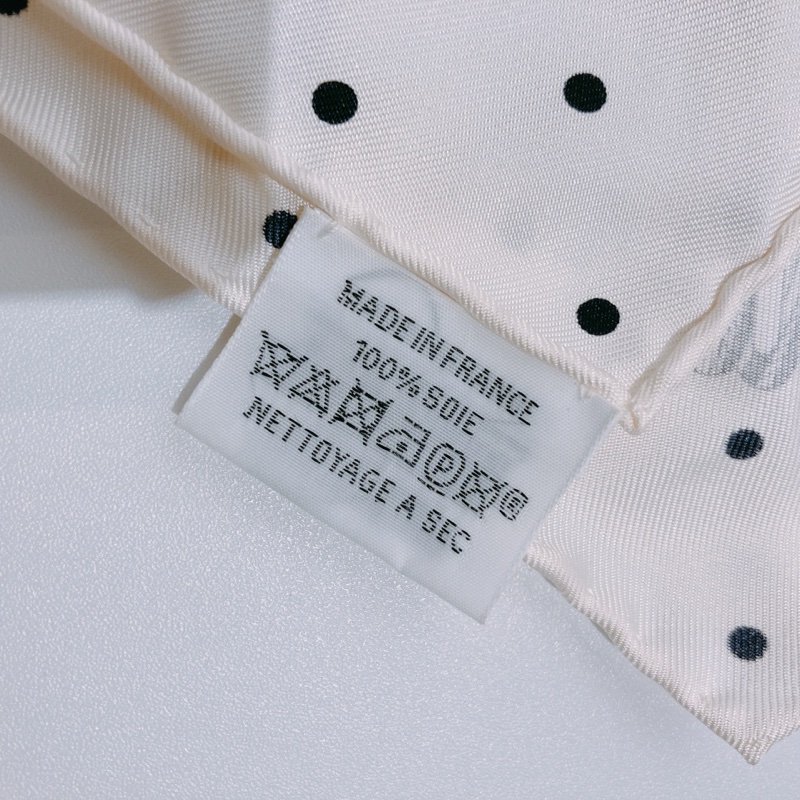 MADE IN FRANCE
100% SOIE
P ®
NETTOYAGE A SEC